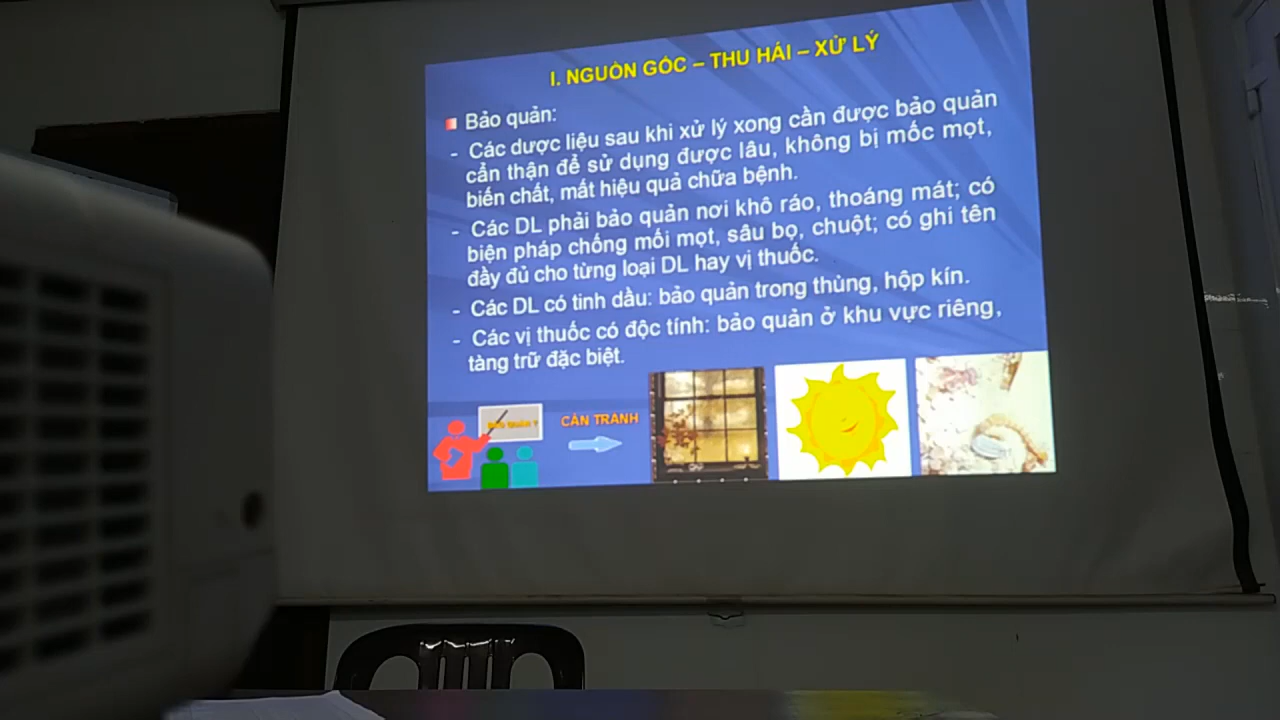 I. NGUỒN GỐC – THU HÁI – XỬ LÝ
Bảo quản:
- Các dược liệu sau khi xử lý xong cần được bảo quản
cẩn thận để sử dụng được lâu, không bị mốc mọt,
biến chất, mất hiệu quả chữa bệnh.
- Các DL phải bảo quản nơi khô ráo, thoáng mát; có
biện pháp chống mối mọt, sâu bọ, chuột; có ghi tên
đầy đủ cho từng loại DL hay vị thuốc.
- Các DL có tinh dầu: bảo quản trong thùng, hộp kín.
- Các vị thuốc có độc tính: bảo quản ở khu vực riêng,
tàng trữ đặc biệt.
CẦN TRÁNH